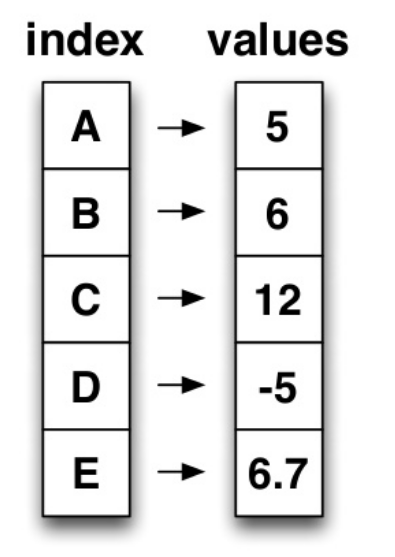 index values
A → 5
B → 6
C → 12
D → -5
E → 6.7